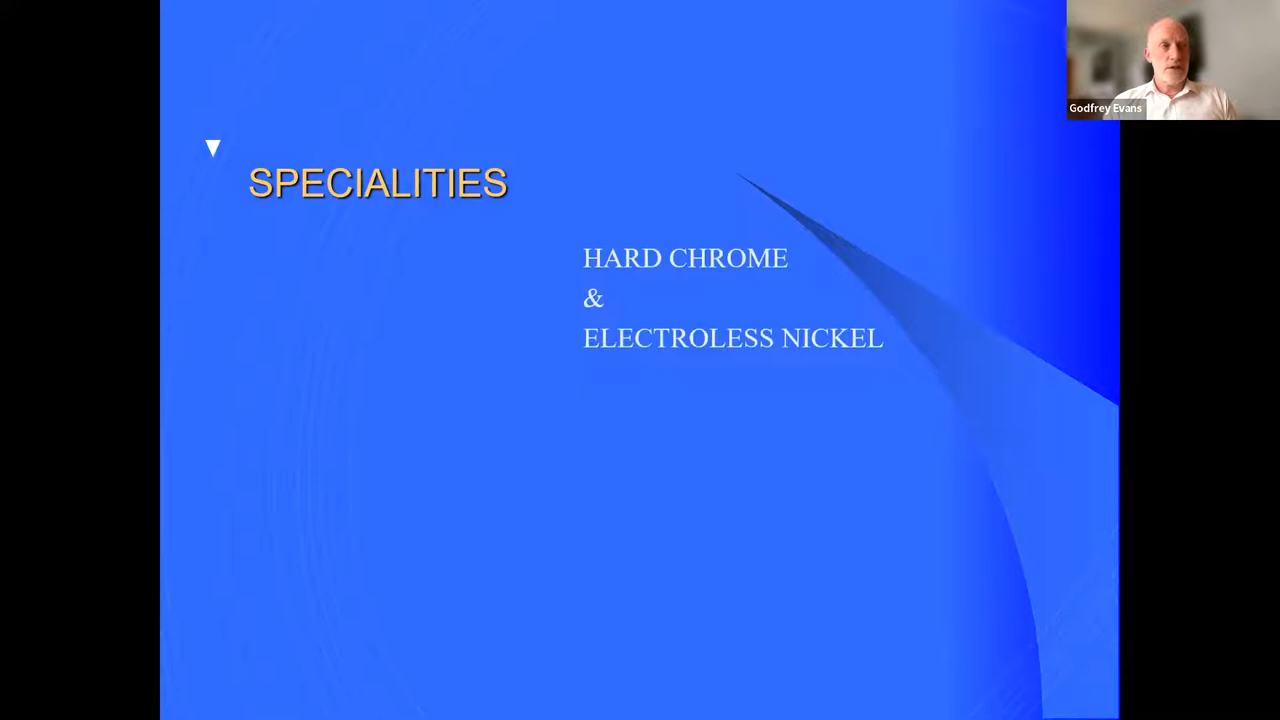 Godfrey Evans
SPECIALITIES
HARD CHROME
&
ELECTROLESS NICKEL